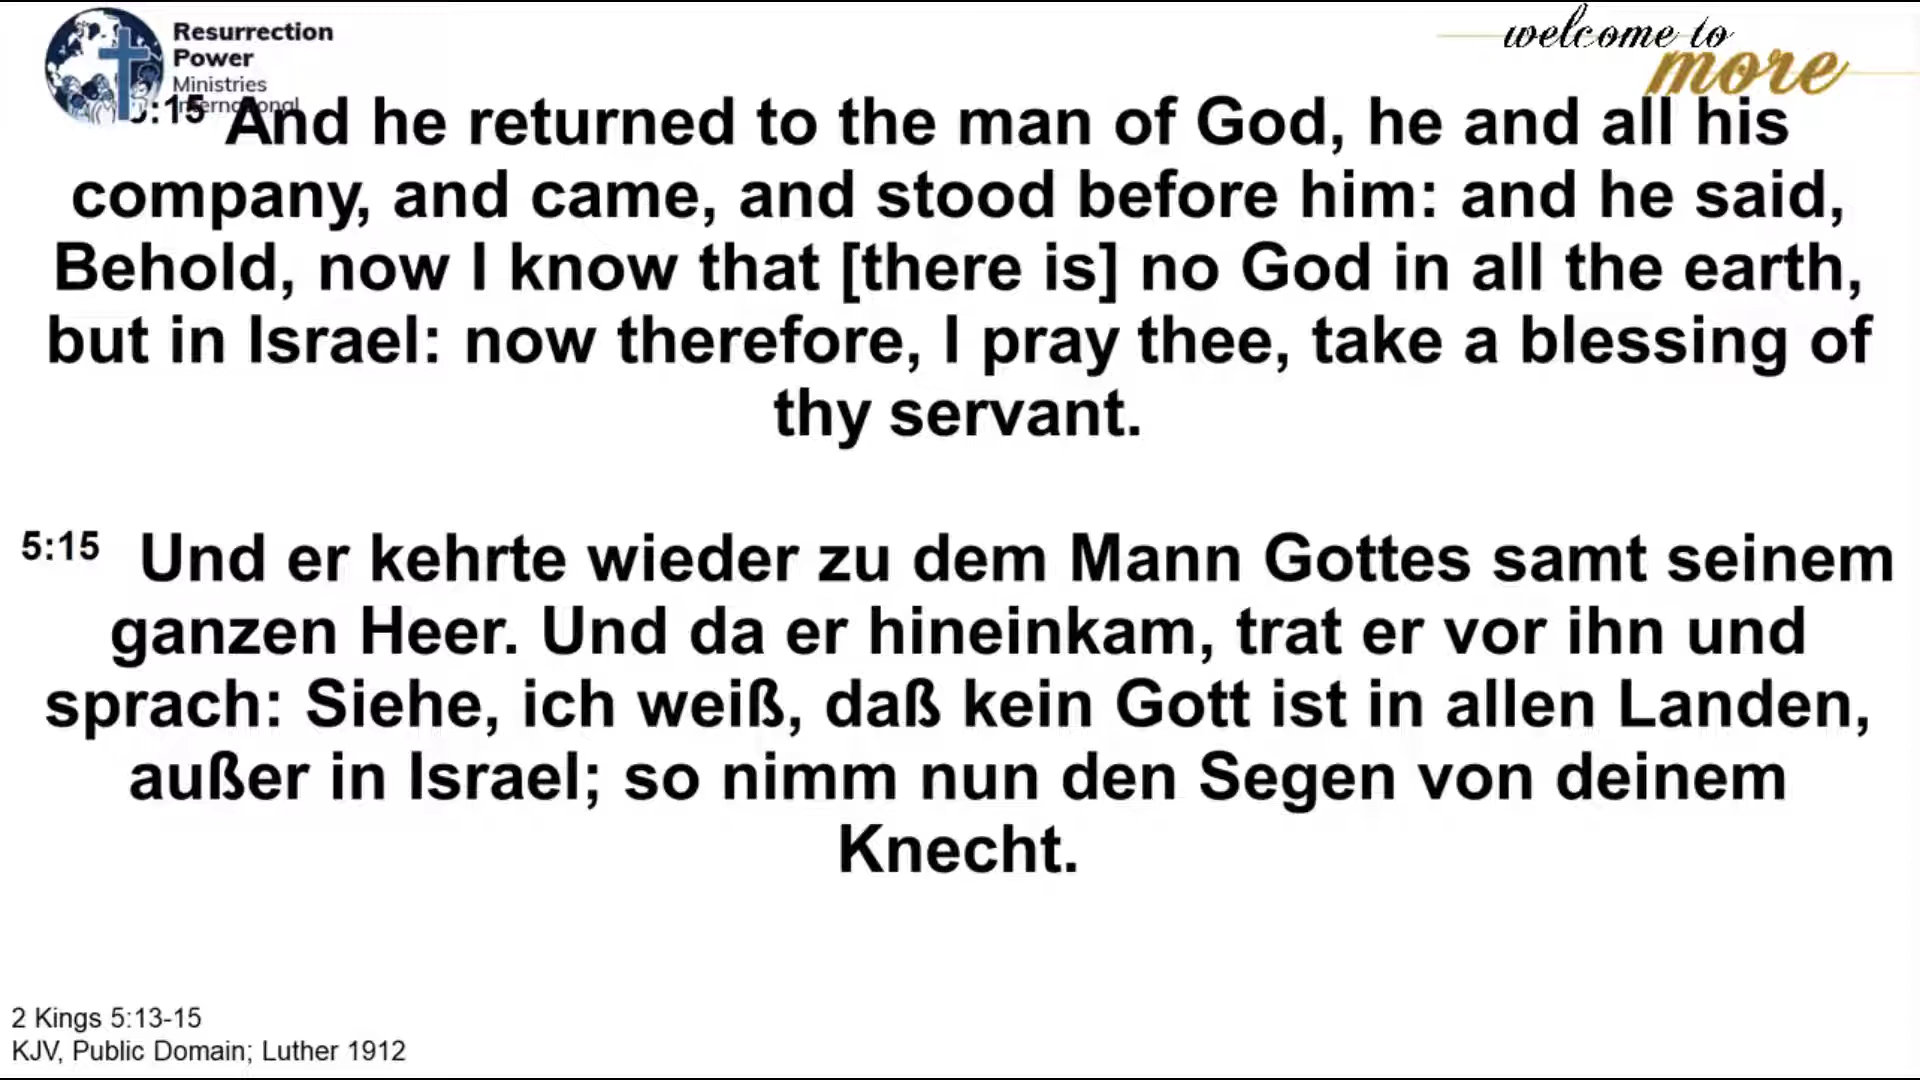 Resurrection
Power
Ministries
International
welcome to
more
5:15 And he returned to the man of God, he and all his
company, and came, and stood before him: and he said,
Behold, now I know that [there is] no God in all the earth,
but in Israel: now therefore, I pray thee, take a blessing of
thy servant.
5:15 Und er kehrte wieder zu dem Mann Gottes samt seinem
ganzen Heer. Und da er hineinkam, trat er vor ihn und
sprach: Siehe, ich weiß, daß kein Gott ist in allen Landen,
außer in Israel; so nimm nun den Segen von deinem
Knecht.
2 Kings 5:13-15
KJV, Public Domain; Luther 1912